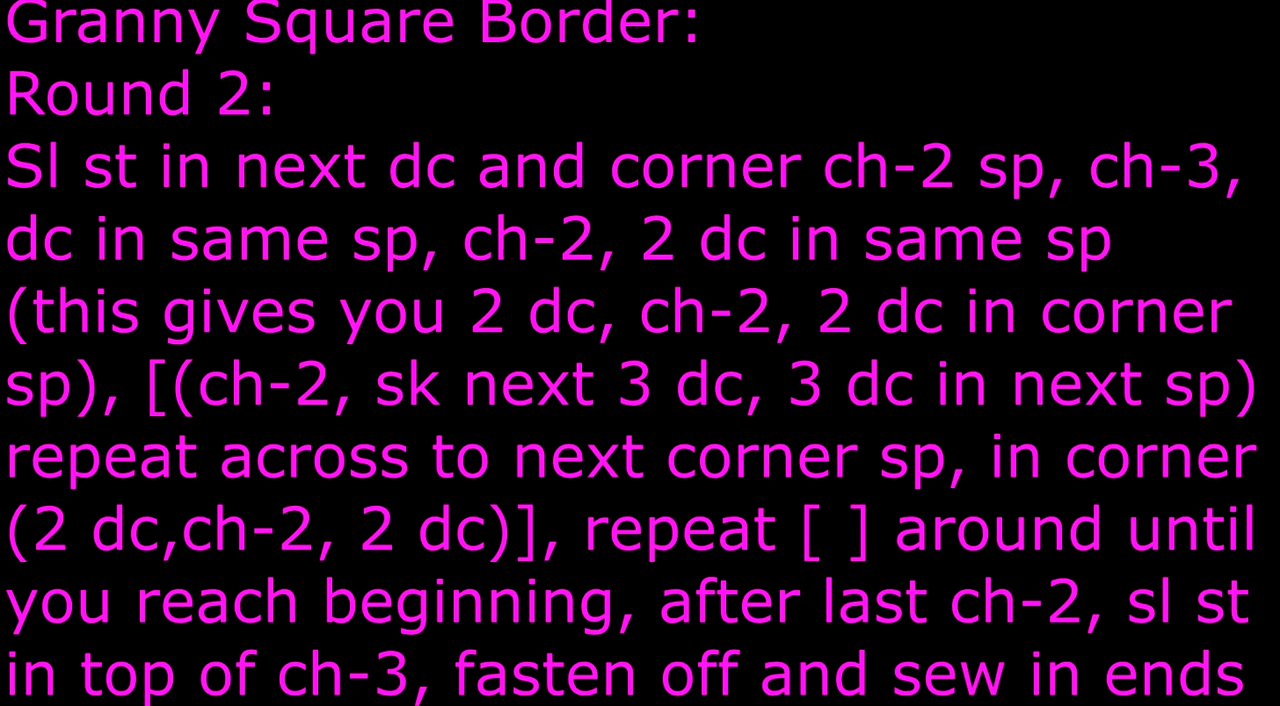 Granny Square Border:
Round 2:
Sl st in next dc and corner ch-2 sp, ch-3,
dc in same sp, ch-2, 2 dc in same sp
(this gives you 2 dc, ch-2, 2 dc in corner
sp), [(ch-2, sk next 3 dc, 3 dc in next sp)
repeat across to next corner sp, in corner
(2 dc,ch-2, 2 dc)], repeat [ ] around until
you reach beginning, after last ch-2, sl st
in top of ch-3, fasten off and sew in ends